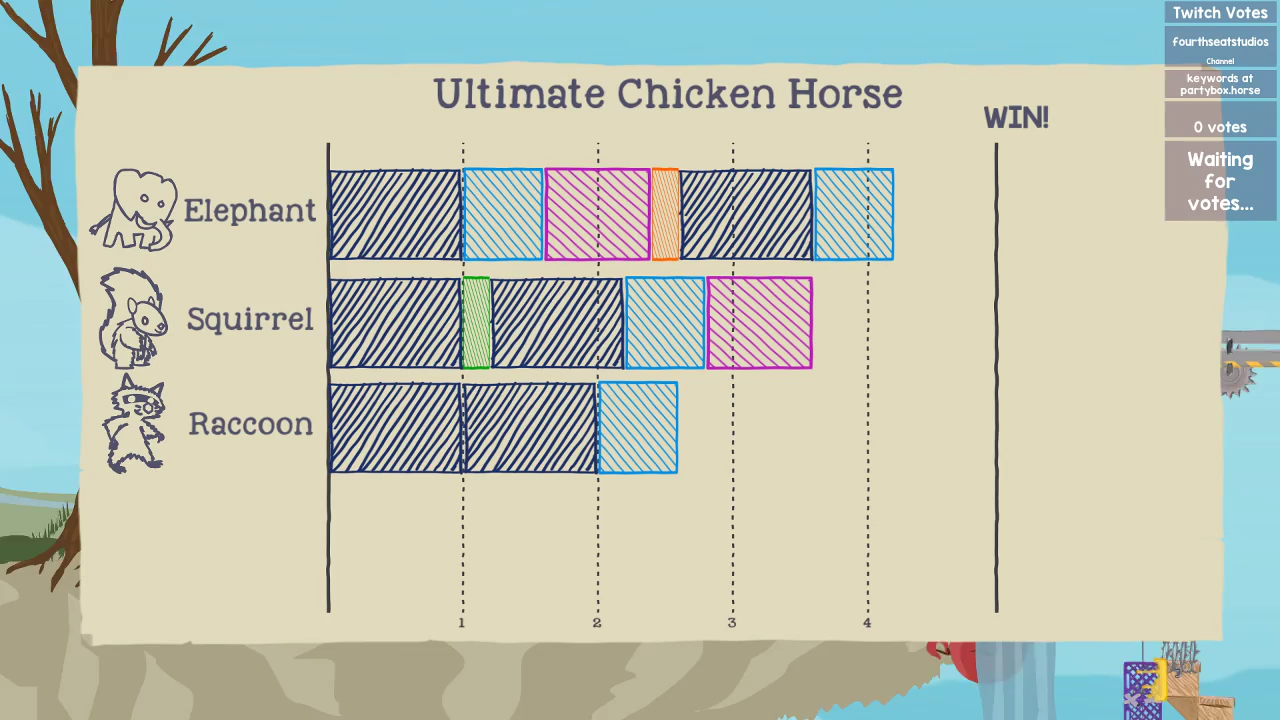 Twitch Votes
fourthseatstudios
Channel
keywords at
partybox.horse
0 votes
Waiting
for
votes...
Ultimate Chicken Horse
WIN!
Elephant
Squirrel
Raccoon
1 2 3 4